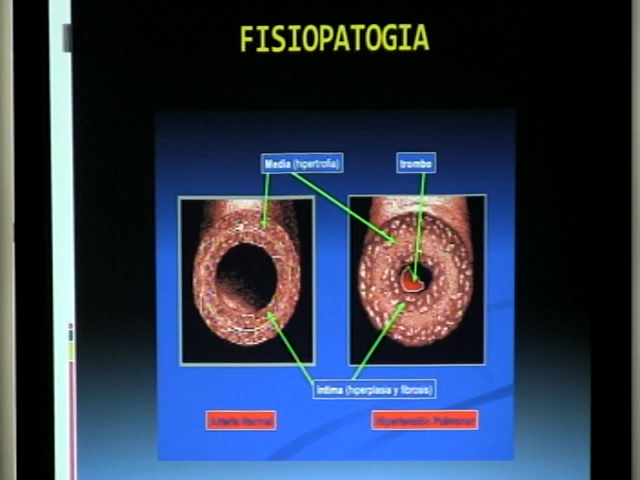 FISIOPATOGIA
Media (hipertrofia)
trombo
Intima (hiperplasia y fibrosis)
Arteria Normal
Hipertensión Pulmonar